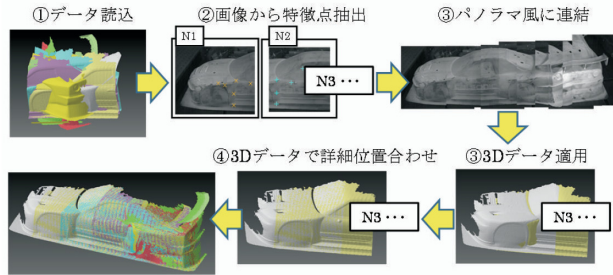 ①データ読込
②画像から特徴点抽出
③パノラマ風に連結
N1
N2
N3・・・
④3Dデータで詳細位置合わせ
③3Dデータ適用
N3・・・
N3・・・